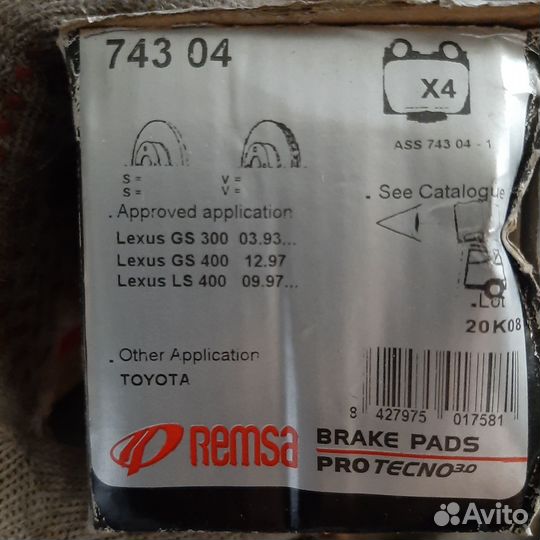 743 04
X4
ASS 743 04 - 1
S = V =
S = V =
. See Catalogue
. Approved application
Lexus GS 300 03.93...
Lexus GS 400 12.97
Lexus LS 400 09.97...
.Lot
20K08
. Other Application
TOYOTA
8 427975 017581
REMSA
BRAKE PADS
PROTECNO3.0
Avito